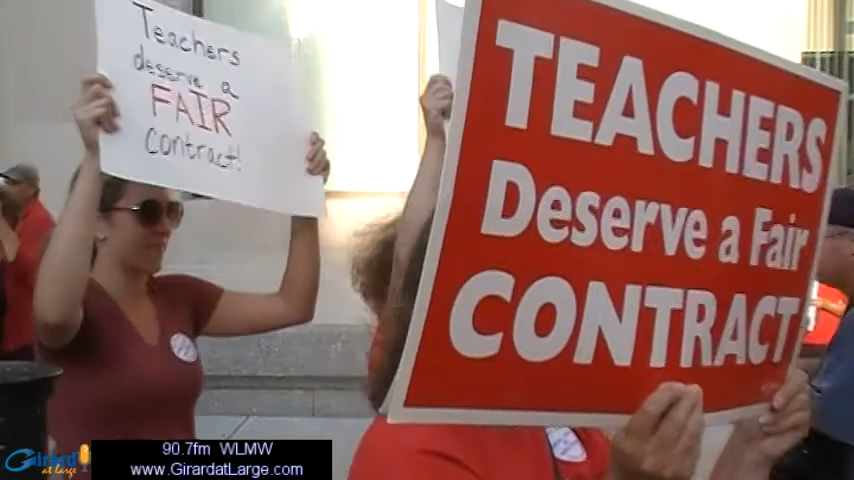 Teachers
deserve a
FAIR
Contract!
TEACHERS
Deserve a Fair
CONTRACT
Girard
at large
90.7fm WLMW
www.GirardatLarge.com